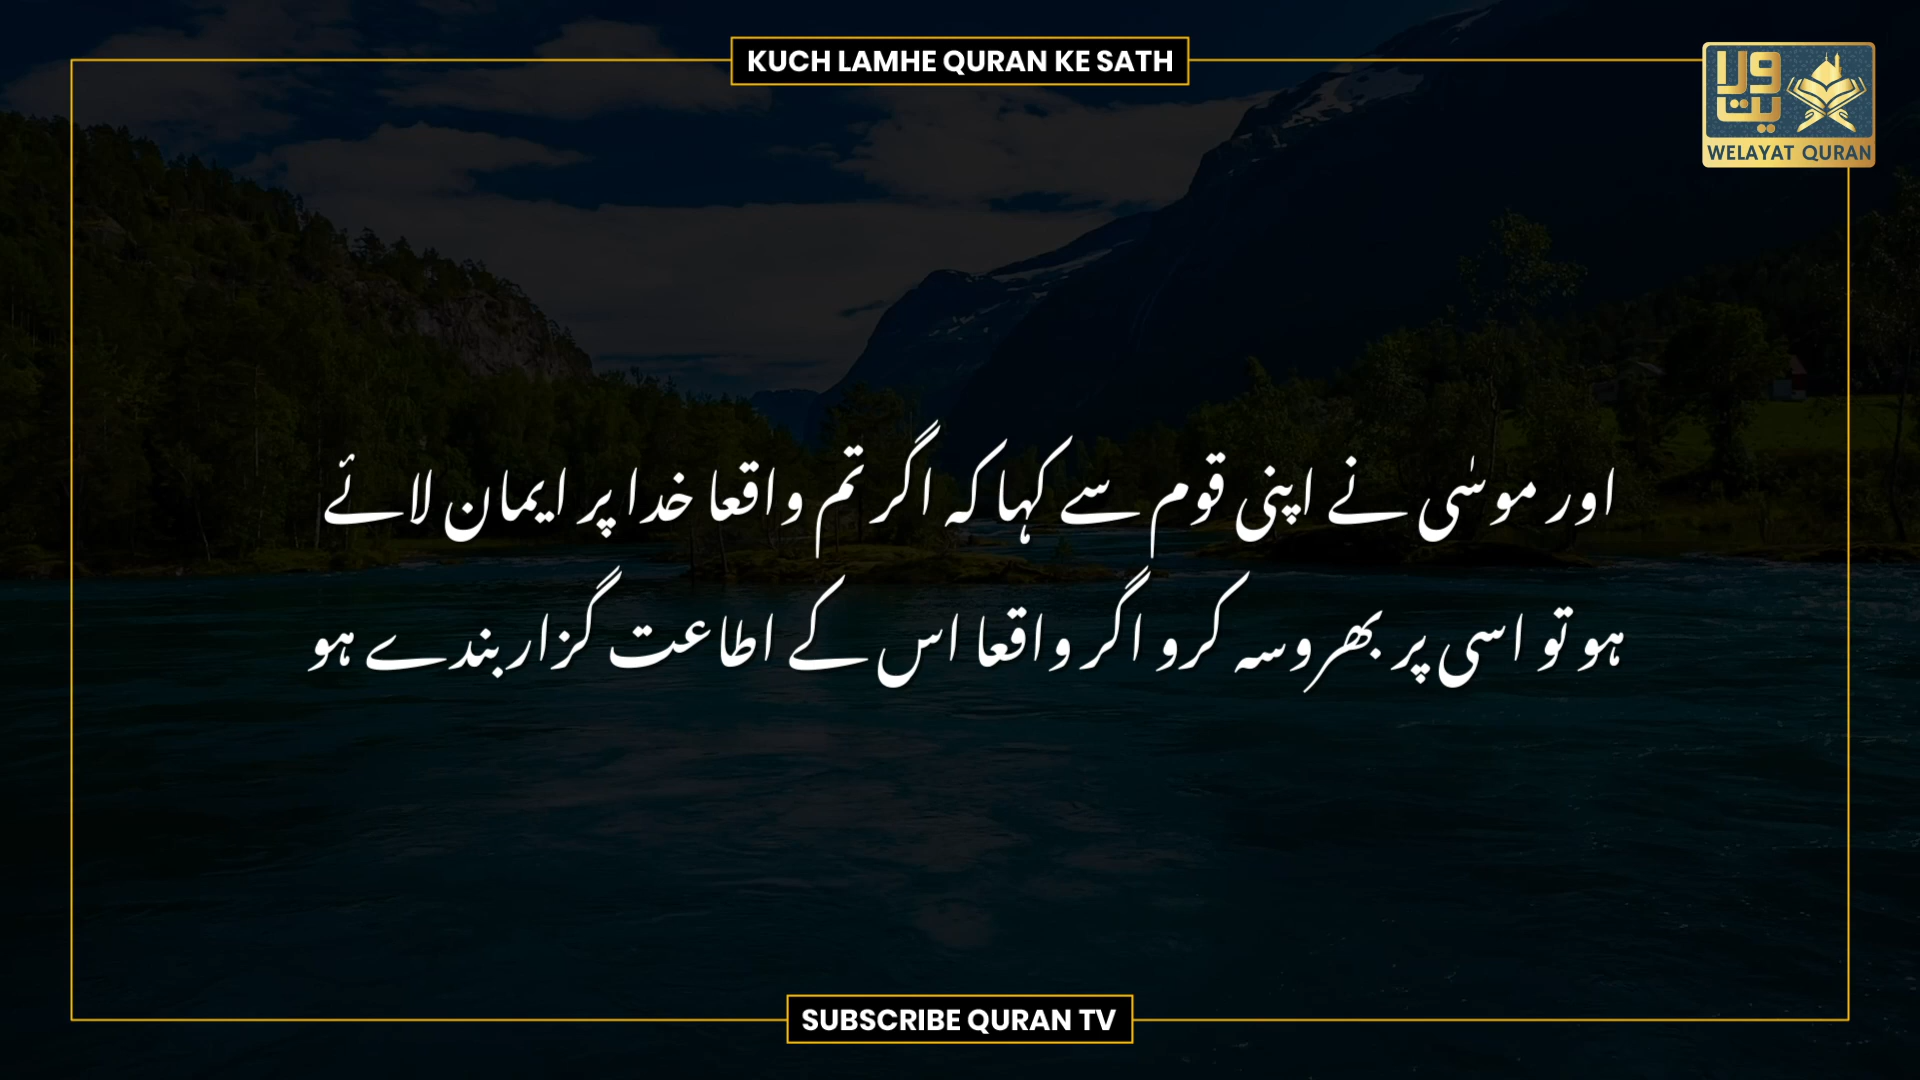 KUCH LAMHE QURAN KE SATH
ولایت
WELAYAT QURAN
اور موسٰی نے اپنی قوم سے کہا کہ اگر تم واقعا خدا پر ایمان لائے
ہو تو اسی پر بھروسہ کرو اگر واقعا اس کے اطاعت گزار بندے ہو
SUBSCRIBE QURAN TV